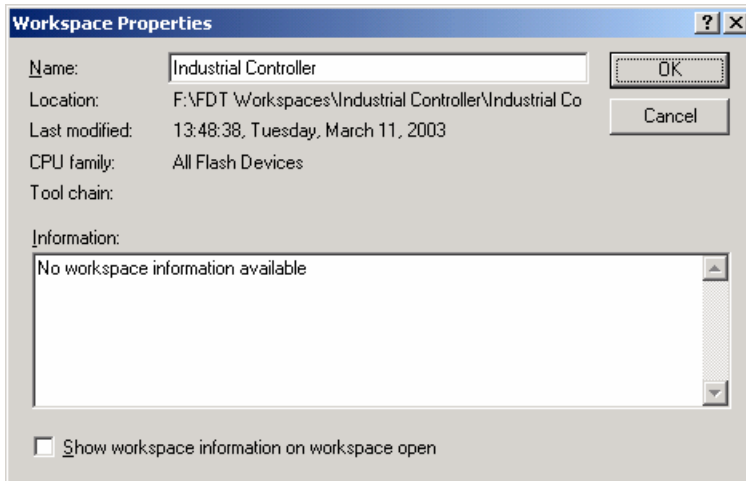 Workspace Properties
Name: Industrial Controller
OK
Location: F:\FDT Workspaces\Industrial Controller\Industrial Co
Cancel
Last modified: 13:48:38, Tuesday, March 11, 2003
CPU family: All Flash Devices
Tool chain:
Information:
No workspace information available
Show workspace information on workspace open